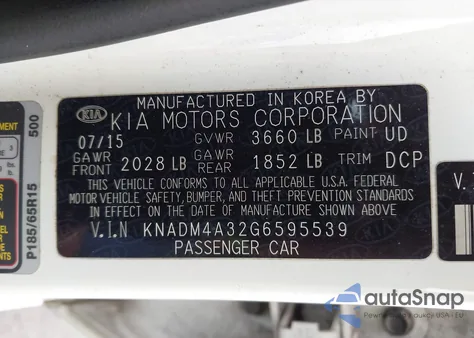 MANUFACTURED IN KOREA BY
KIA KIA MOTORS CORPORATION
07/15 GVWR 3660 LB PAINT UD
GAWR FRONT 2028 LB GAWR REAR 1852 LB TRIM DCP
THIS VEHICLE CONFORMS TO ALL APPLICABLE U.S.A. FEDERAL
MOTOR VEHICLE SAFETY, BUMPER, AND THEFT PREVENTION STANDARDS
IN EFFECT ON THE DATE OF MANUFACTURE SHOWN ABOVE.
V.I.N KNADM4A32G6595539
PASSENGER CAR
500
P185/65R15
V.I
autoSnap